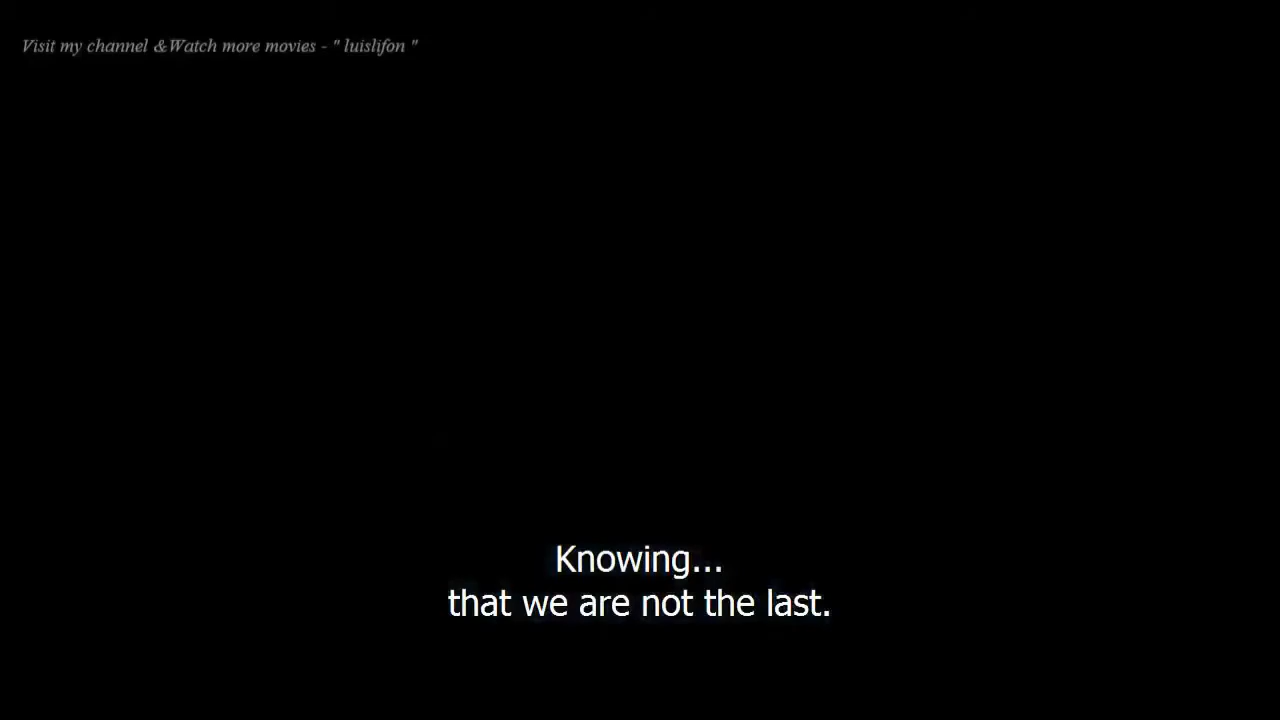 Visit my channel &Watch more movies - " luislifon "
Knowing...
that we are not the last.